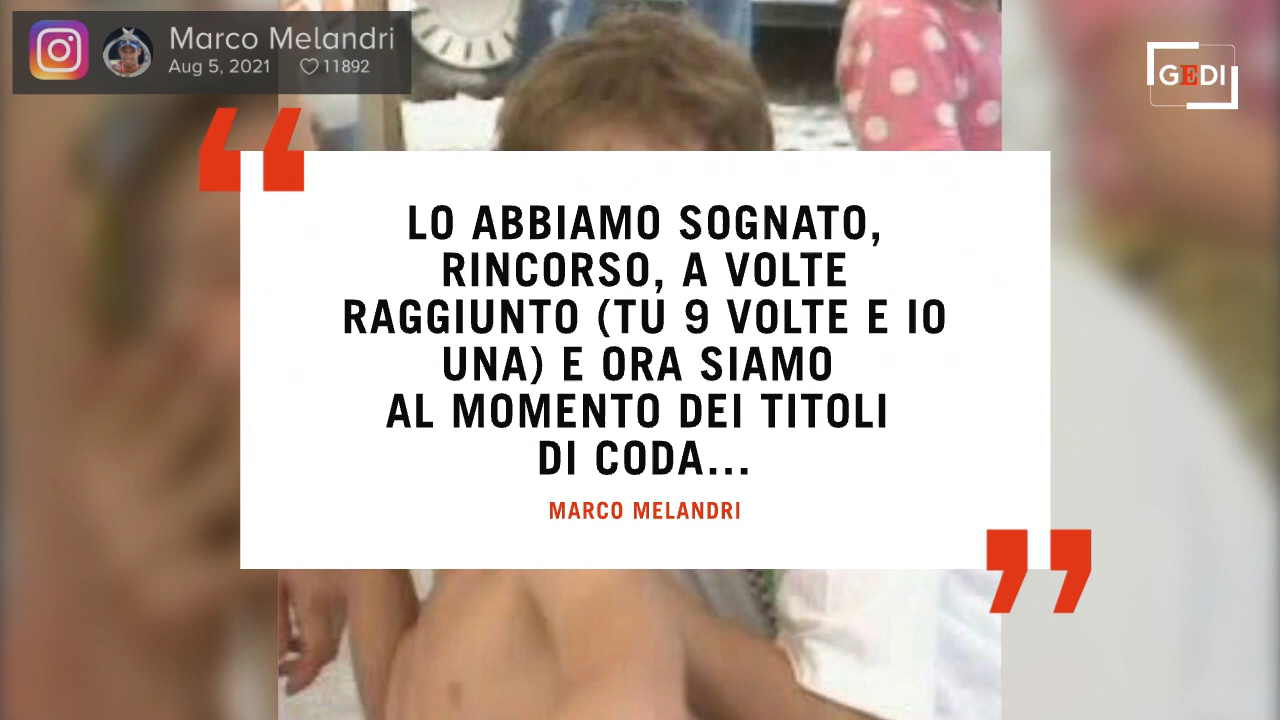 Marco Melandri
Aug 5, 2021 11892
GEDI
“
LO ABBIAMO SOGNATO,
RINCORSO, A VOLTE
RAGGIUNTO (TU 9 VOLTE E IO
UNA) E ORA SIAMO
AL MOMENTO DEI TITOLI
DI CODA...
MARCO MELANDRI
”